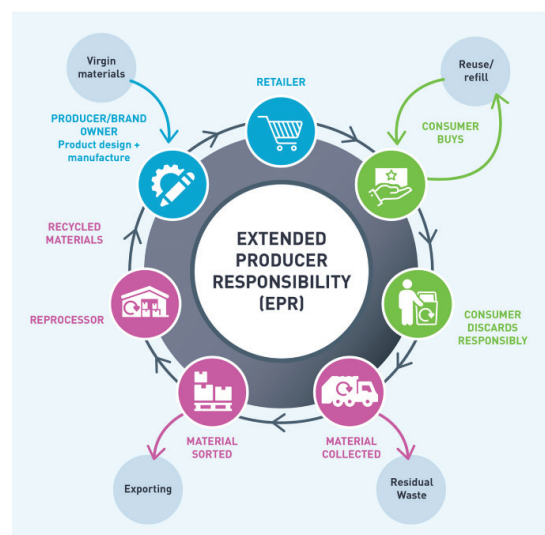 Virgin
materials
Reuse/
refill
RETAILER
PRODUCER/BRAND
OWNER
Product design +
manufacture
CONSUMER
BUYS
RECYCLED
MATERIALS
EXTENDED
PRODUCER
RESPONSIBILITY
(EPR)
REPROCESSOR
CONSUMER
DISCARDS
RESPONSIBLY
MATERIAL
SORTED
MATERIAL
COLLECTED
Exporting
Residual
Waste